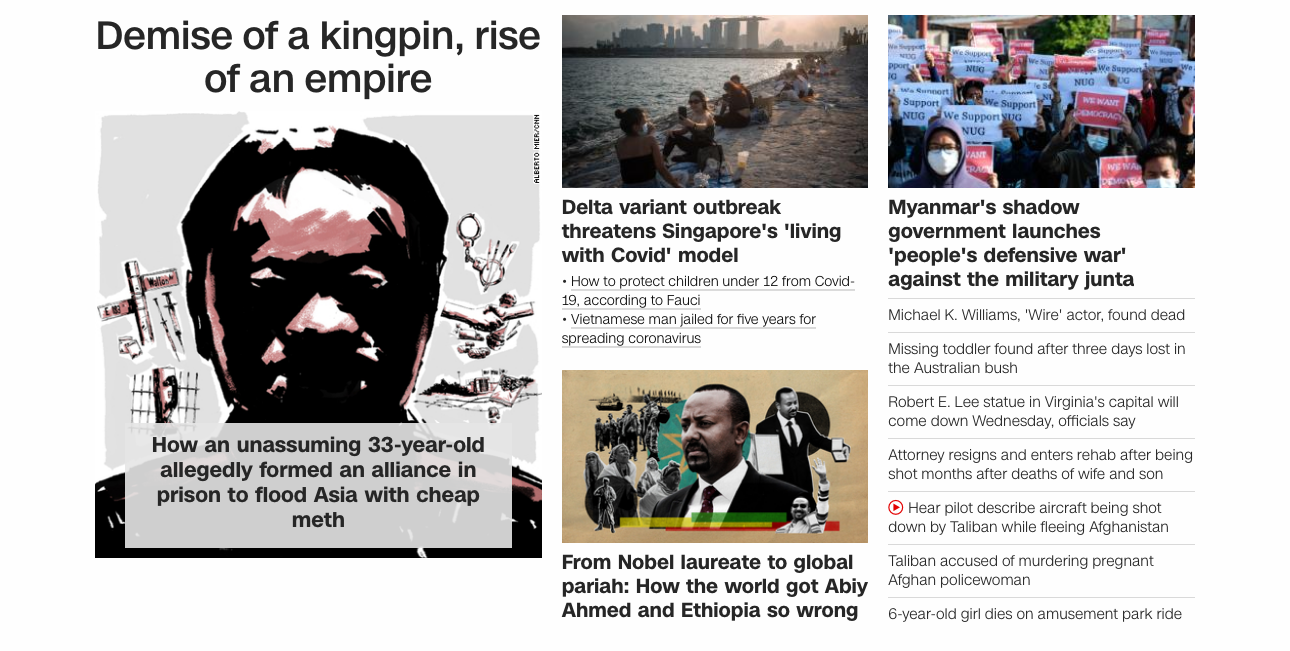 Demise of a kingpin, rise
of an empire
ALBERTO MIER/CNN
Walton
How an unassuming 33-year-old
allegedly formed an alliance in
prison to flood Asia with cheap
meth
Delta variant outbreak
threatens Singapore's 'living
with Covid' model
• How to protect children under 12 from Covid-
19, according to Fauci
• Vietnamese man jailed for five years for
spreading coronavirus
From Nobel laureate to global
pariah: How the world got Abiy
Ahmed and Ethiopia so wrong
We Support
NUG
We Support
NUG
We Support
NUG
WE WANT
DEMOCRACY
Myanmar's shadow
government launches
'people's defensive war'
against the military junta
Michael K. Williams, 'Wire' actor, found dead
Missing toddler found after three days lost in
the Australian bush
Robert E. Lee statue in Virginia's capital will
come down Wednesday, officials say
Attorney resigns and enters rehab after being
shot months after deaths of wife and son
Hear pilot describe aircraft being shot
down by Taliban while fleeing Afghanistan
Taliban accused of murdering pregnant
Afghan policewoman
6-year-old girl dies on amusement park ride